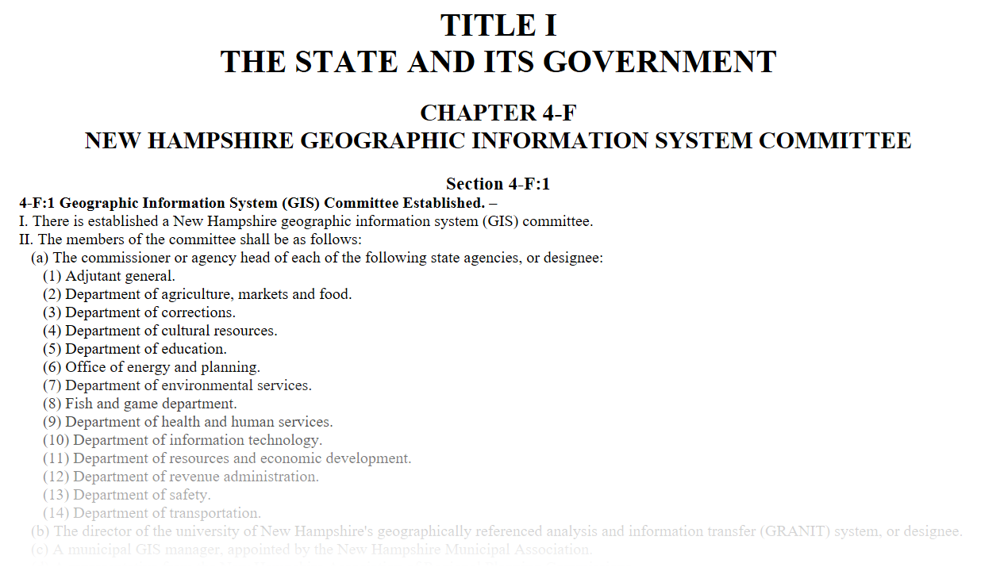 TITLE I
THE STATE AND ITS GOVERNMENT
CHAPTER 4-F
NEW HAMPSHIRE GEOGRAPHIC INFORMATION SYSTEM COMMITTEE
Section 4-F:1
4-F:1 Geographic Information System (GIS) Committee Established. –
I. There is established a New Hampshire geographic information system (GIS) committee.
II. The members of the committee shall be as follows:
(a) The commissioner or agency head of each of the following state agencies, or designee:
(1) Adjutant general.
(2) Department of agriculture, markets and food.
(3) Department of corrections.
(4) Department of cultural resources.
(5) Department of education.
(6) Office of energy and planning.
(7) Department of environmental services.
(8) Fish and game department.
(9) Department of health and human services.
(10) Department of information technology.
(11) Department of resources and economic development.
(12) Department of revenue administration.
(13) Department of safety.
(14) Department of transportation.
(b) The director of the university of New Hampshire's geographically referenced analysis and information transfer (GRANIT) system, or designee.
(c) A municipal GIS manager, appointed by the New Hampshire Municipal Association.